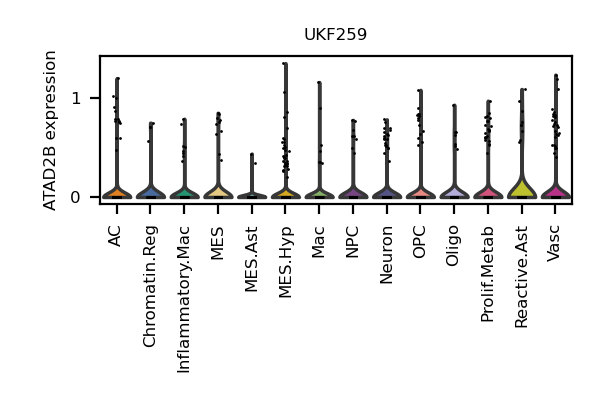 UKF259
ATAD2B expression
1
0
AC
Chromatin.Reg
Inflammatory.Mac
MES
MES.Ast
MES.Hyp
Mac
NPC
Neuron
OPC
Oligo
Prolif.Metab
Reactive.Ast
Vasc